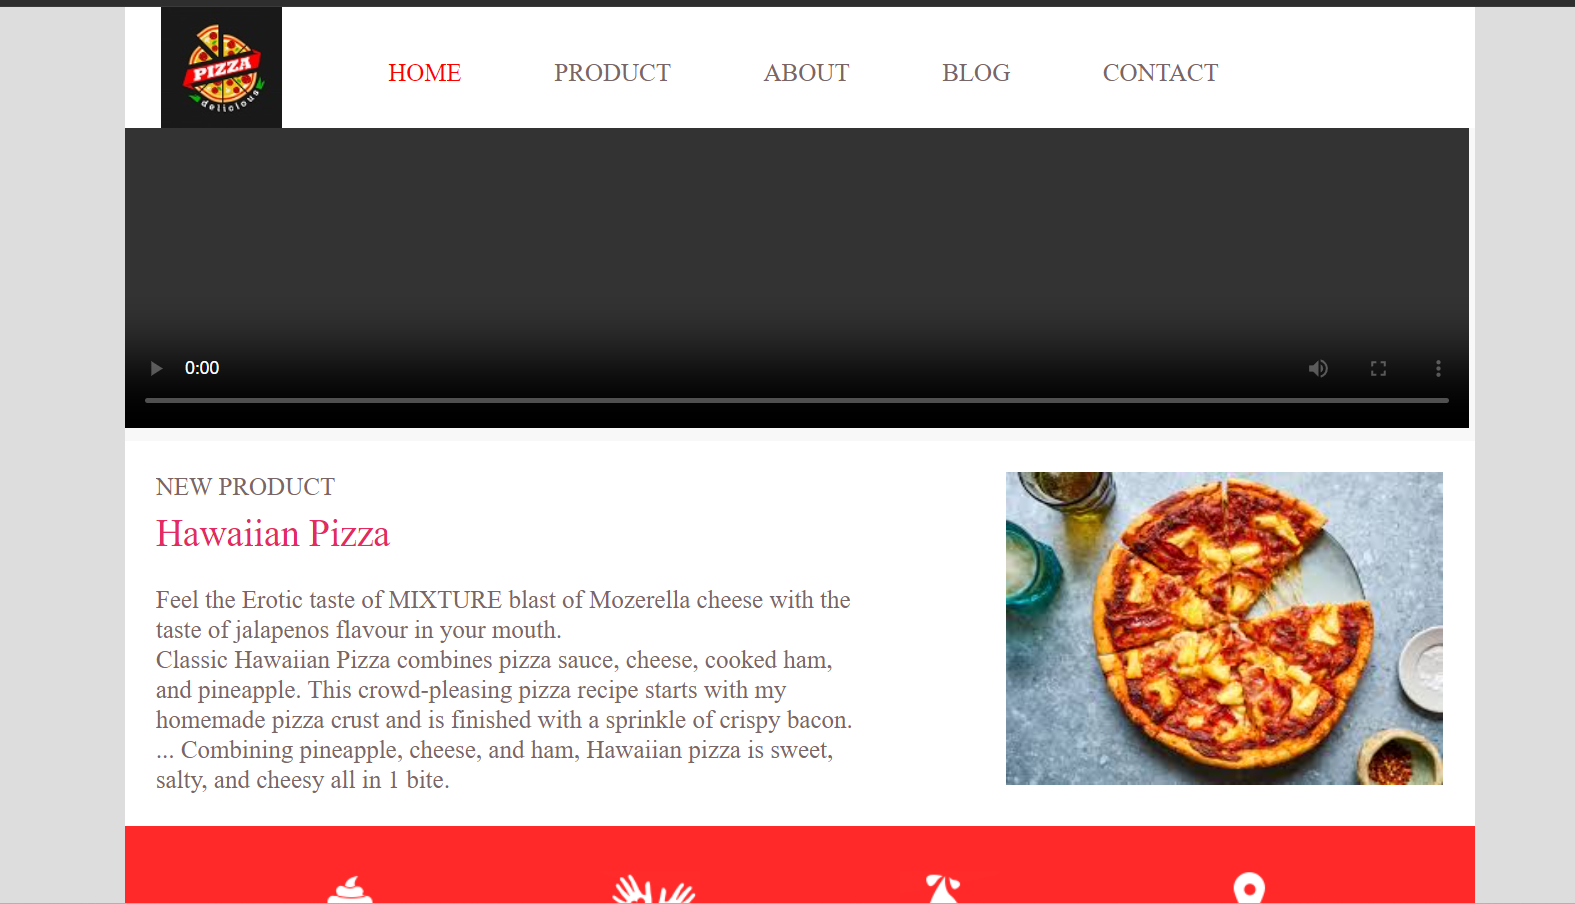 PIZZA
delicious
HOME PRODUCT ABOUT BLOG CONTACT
0:00
NEW PRODUCT
Hawaiian Pizza
Feel the Erotic taste of MIXTURE blast of Mozerella cheese with the
taste of jalapenos flavour in your mouth.
Classic Hawaiian Pizza combines pizza sauce, cheese, cooked ham,
and pineapple. This crowd-pleasing pizza recipe starts with my
homemade pizza crust and is finished with a sprinkle of crispy bacon.
... Combining pineapple, cheese, and ham, Hawaiian pizza is sweet,
salty, and cheesy all in 1 bite.